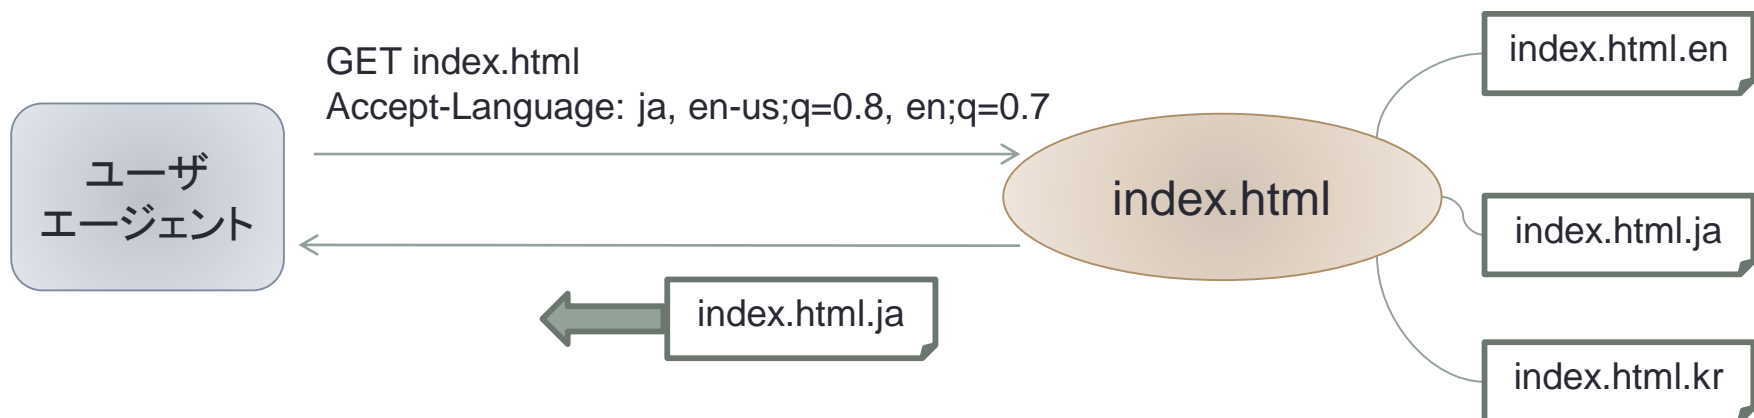 GET index.html
Accept-Language: ja, en-us;q=0.8, en;q=0.7
ユーザ
エージェント
index.html
index.html.ja
index.html.en
index.html.ja
index.html.kr